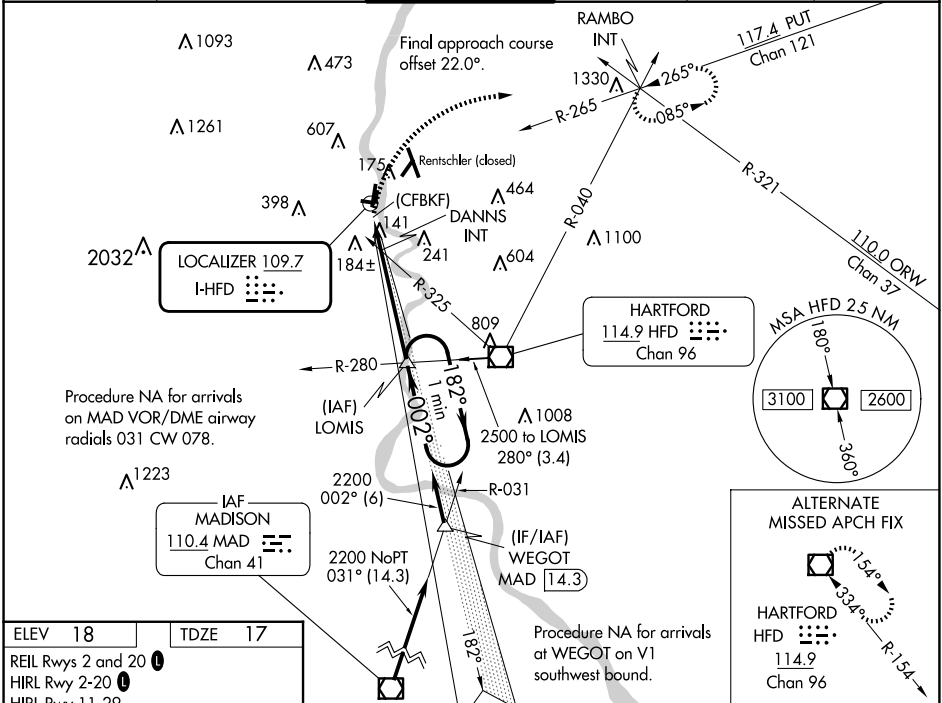 RAMBO
INT
117.4 PUT
Chan 121
1093
473
Final approach course
offset 22.0°.
1330
265°
085°
R-265
1261
607
175
Rentschler (closed)
R-321
398
(CFBKF)
464
R-040
141
DANNS
INT
2032
184±
241
604
1100
110.0 ORW
Chan 37
LOCALIZER 109.7
I-HFD
R-325
809
HARTFORD
114.9 HFD
Chan 96
MSA HFD 25 NM
180°
3100
2600
360°
R-280
182°
1 min
002°
(IAF)
LOMIS
Procedure NA for arrivals
on MAD VOR/DME airway
radials 031 CW 078.
1008
2500 to LOMIS
280° (3.4)
1223
2200
002° (6)
R-031
IAF
MADISON
110.4 MAD
Chan 41
(IF/IAF)
WEGOT
MAD 14.3
2200 NoPT
031° (14.3)
ALTERNATE
MISSED APCH FIX
154°
334°
HARTFORD
HFD
114.9
Chan 96
R-154
182°
Procedure NA for arrivals
at WEGOT on V1
southwest bound.
ELEV 18
TDZE 17
REIL Rwys 2 and 20 L
HIRL Rwy 2-20 L
HIRL Rwy 11-29